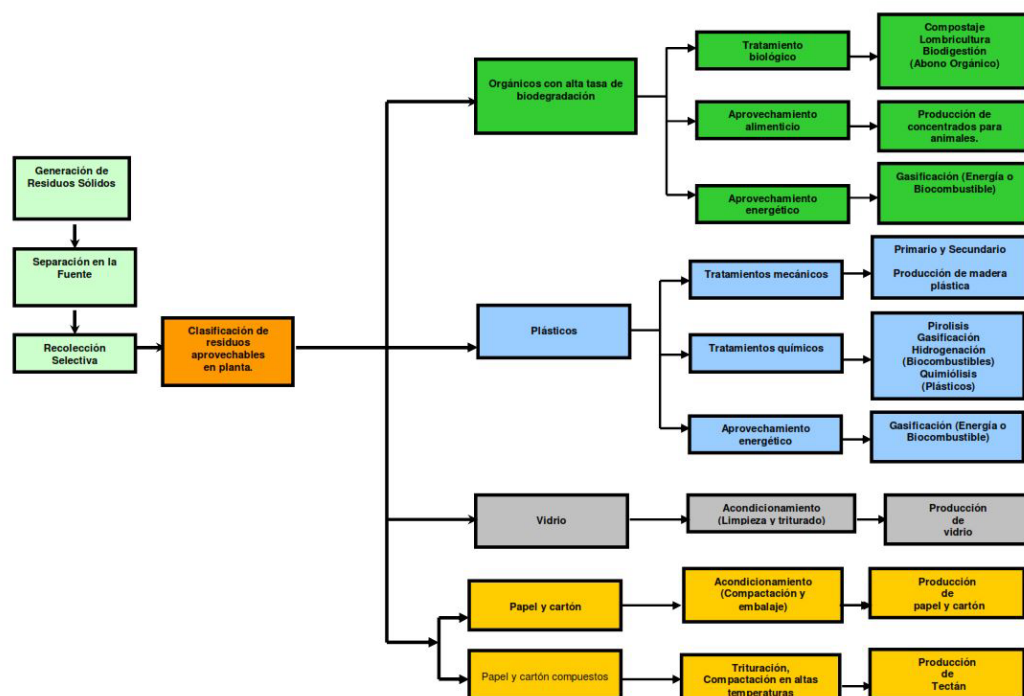 Generación de
Residuos Sólidos
Separación en la
Fuente
Recolección
Selectiva
Clasificación de
residuos
aprovechables
en planta.
Orgánicos con alta tasa de
biodegradación
Tratamiento
biológico
Compostaje
Lombricultura
Biodigestión
(Abono Orgánico)
Aprovechamiento
alimenticio
Producción de
concentrados para
animales.
Aprovechamiento
energético
Gasificación (Energía o
Biocombustible)
Plásticos
Tratamientos mecánicos
Primario y Secundario
Producción de madera
plástica
Tratamientos químicos
Pirolisis
Gasificación
Hidrogenación
(Biocombustibles)
Quimiólisis
(Plásticos)
Aprovechamiento
energético
Gasificación (Energía o
Biocombustible)
Vidrio
Acondicionamiento
(Limpieza y triturado)
Producción
de
vidrio
Papel y cartón
Acondicionamiento
(Compactación y
embalaje)
Producción
de
papel y cartón
Papel y cartón compuestos
Trituración,
Compactación en altas
temperaturas
Producción
de
Tectán